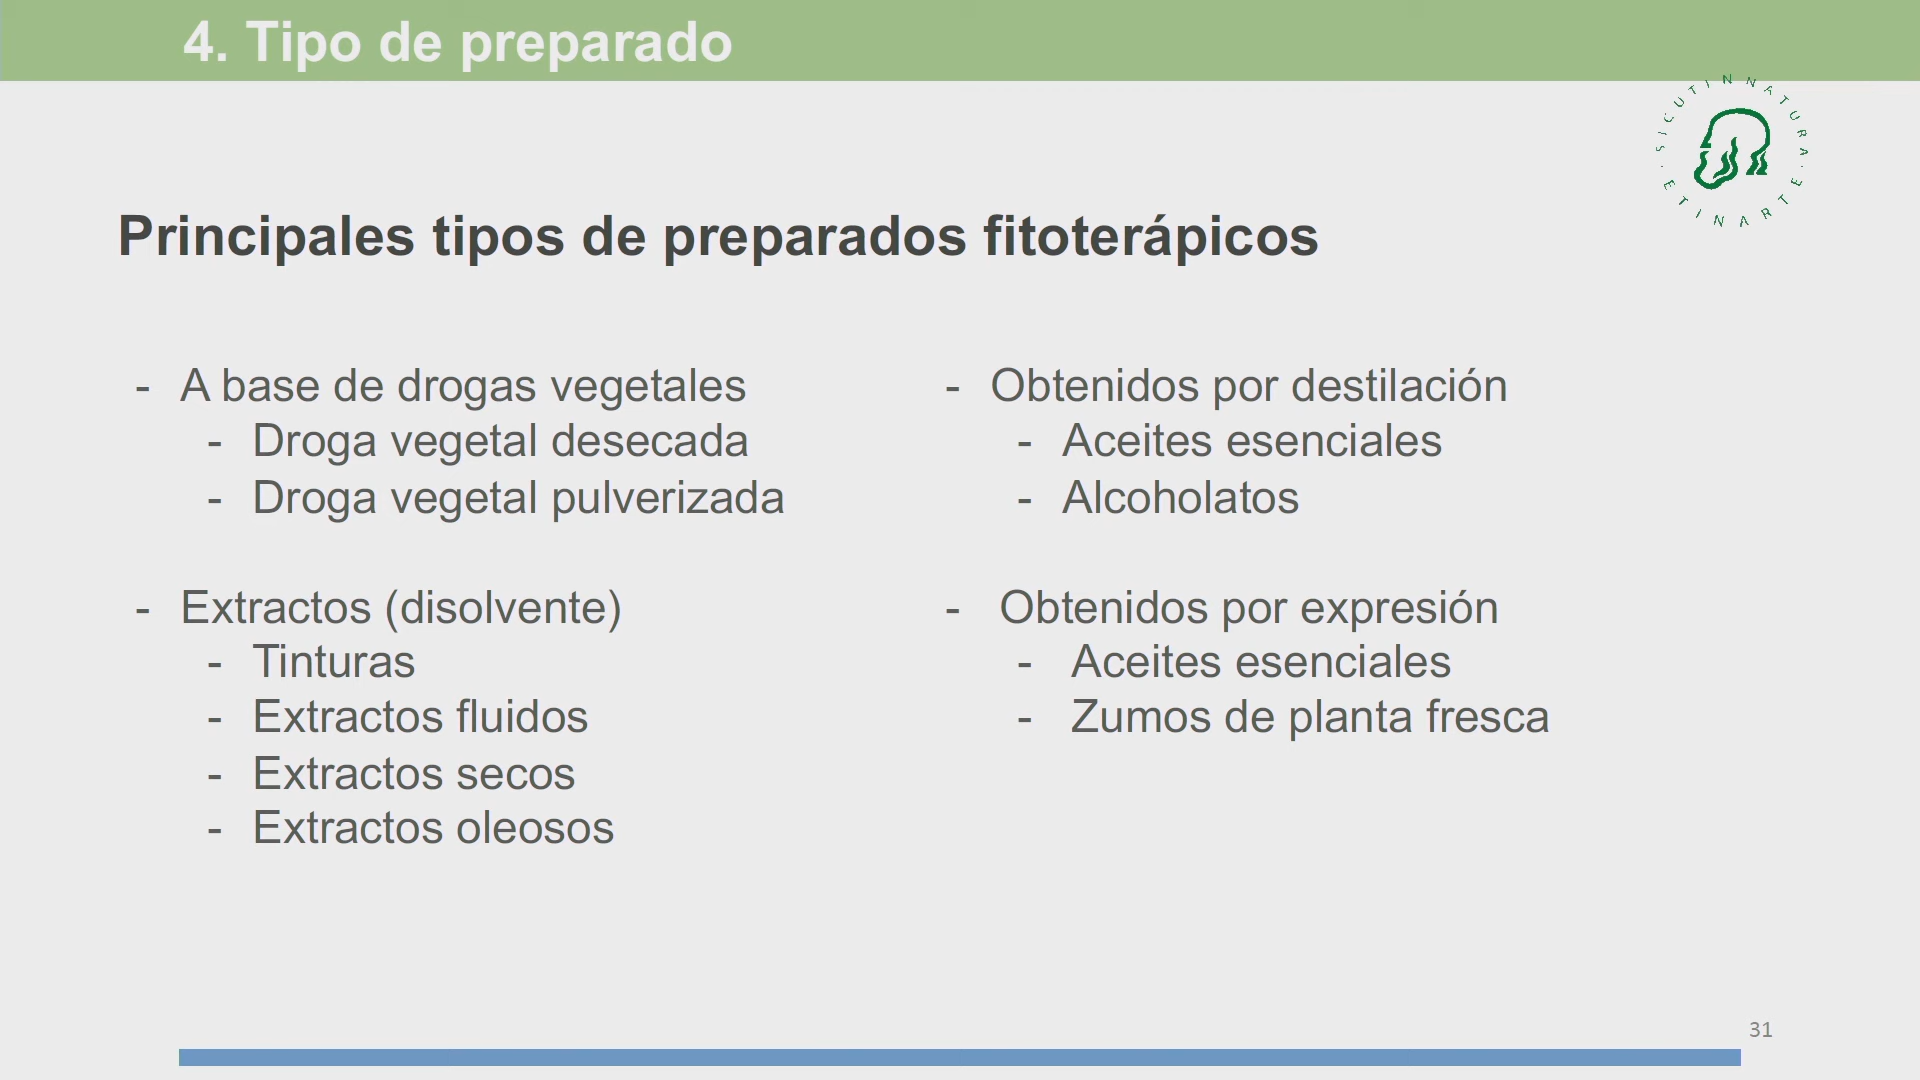 4. Tipo de preparado
SICUT IN NATURA · ET IN ARTE ·
Principales tipos de preparados fitoterápicos
- A base de drogas vegetales
- Droga vegetal desecada
- Droga vegetal pulverizada
- Extractos (disolvente)
- Tinturas
- Extractos fluidos
- Extractos secos
- Extractos oleosos
- Obtenidos por destilación
- Aceites esenciales
- Alcoholatos
- Obtenidos por expresión
- Aceites esenciales
- Zumos de planta fresca
31